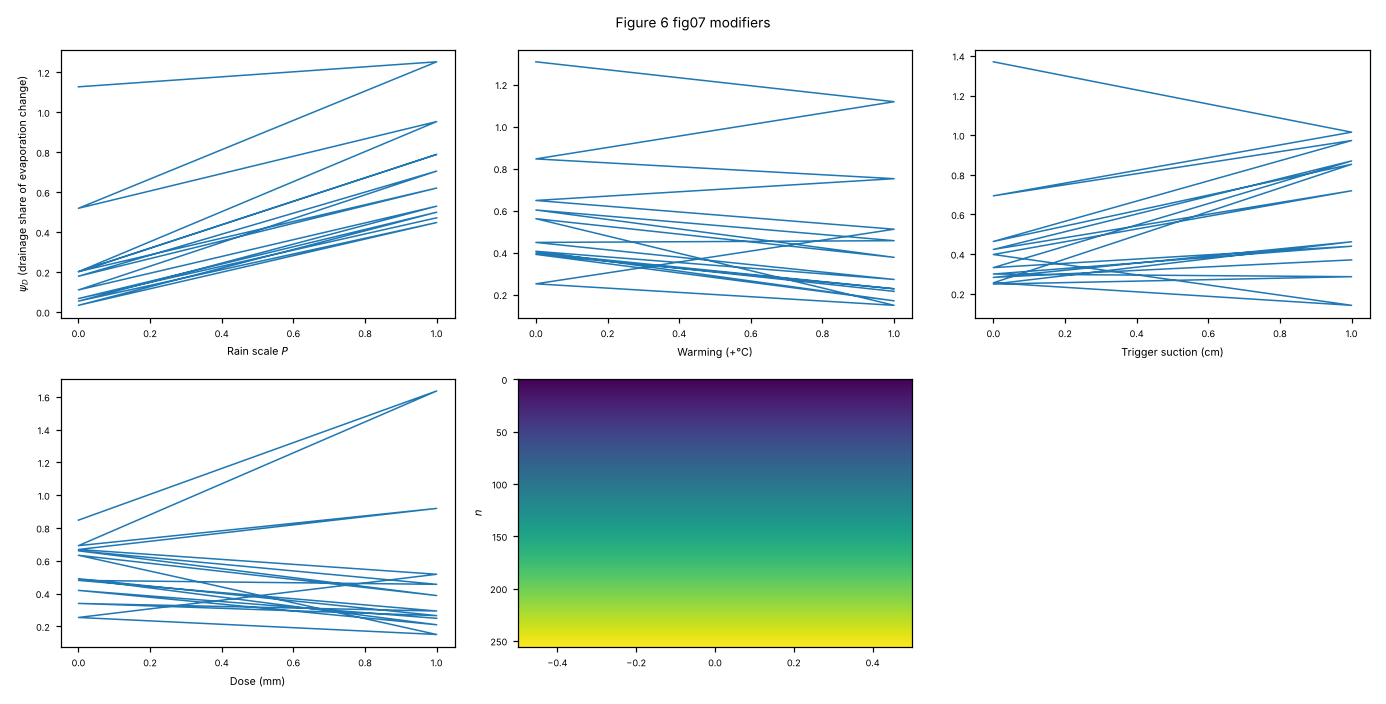 Figure 6 fig07 modifiers
ψD (drainage share of evaporation change)
1.2
1.0
0.8
0.6
0.4
0.2
0.0
0.0 0.2 0.4 0.6 0.8 1.0
Rain scale P
1.2
1.0
0.8
0.6
0.4
0.2
0.0 0.2 0.4 0.6 0.8 1.0
Warming (+°C)
1.4
1.2
1.0
0.8
0.6
0.4
0.2
0.0 0.2 0.4 0.6 0.8 1.0
Trigger suction (cm)
1.6
1.4
1.2
1.0
0.8
0.6
0.4
0.2
0.0 0.2 0.4 0.6 0.8 1.0
Dose (mm)
n
0
50
100
150
200
250
−0.4 −0.2 0.0 0.2 0.4